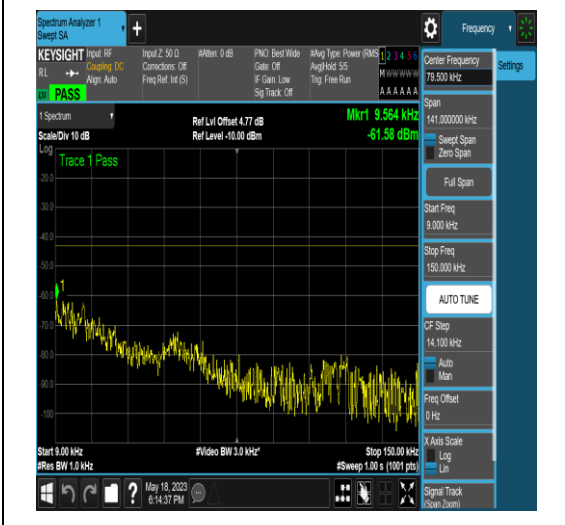 Spectrum Analyzer 1
Swept SA
+
Frequency
KEYSIGHT
RL
PASS
Input: RF
Coupling: DC
Align: Auto
Input Z: 50 Ω
Corrections: Off
Freq Ref: Int (S)
#Atten: 0 dB
PNO: Best Wide
Gate: Off
IF Gain: Low
Sig Track: Off
#Avg Type: Power (RMS
Avg|Hold: 5/5
Trig: Free Run
1 2 3 4 5 6
M W W W W W
A A A A A A
1 Spectrum
Scale/Div 10 dB
Ref Lvl Offset 4.77 dB
Ref Level -10.00 dBm
Mkr1 9.564 kHz
-61.58 dBm
Log
Trace 1 Pass
1
-20.0
-30.0
-40.0
-50.0
-60.0
-70.0
-80.0
-90.0
-100
Start 9.00 kHz
#Video BW 3.0 kHz*
Stop 150.00 kHz
#Res BW 1.0 kHz
#Sweep 1.00 s (1001 pts)
?
May 18, 2023
6:14:37 PM
Center Frequency
79.500 kHz
Settings
Span
141.000000 kHz
Swept Span
Zero Span
Full Span
Start Freq
9.000 kHz
Stop Freq
150.000 kHz
AUTO TUNE
CF Step
14.100 kHz
Auto
Man
Freq Offset
0 Hz
X Axis Scale
Log
Lin
Signal Track
(Span Zoom)